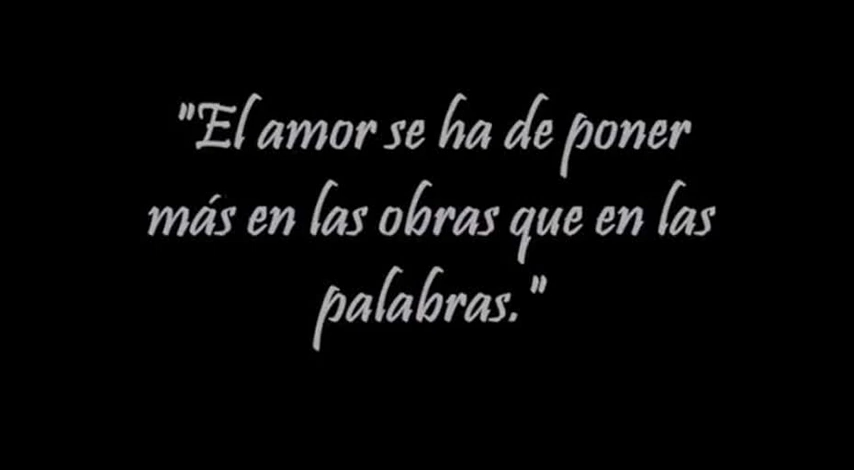 "El amor se ha de poner
más en las obras que en las
palabras."